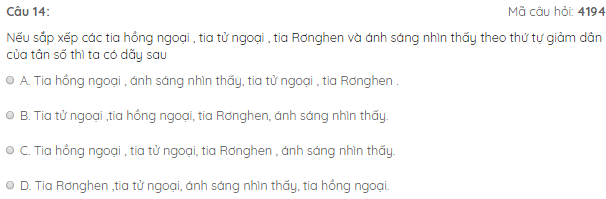 Câu 14: Mã câu hỏi: 4194
Nếu sắp xếp các tia hồng ngoại , tia tử ngoại , tia Rơnghen và ánh sáng nhìn thấy theo thứ tự giảm dần
của tân số thì ta có dãy sau
A. Tia hồng ngoại , ánh sáng nhìn thấy, tia tử ngoại , tia Rơnghen .
B. Tia tử ngoại ,tia hồng ngoại, tia Rơnghen, ánh sáng nhìn thấy.
C. Tia hồng ngoại , tia tử ngoại, tia Rơnghen , ánh sáng nhìn thấy.
D. Tia Rơnghen ,tia tử ngoại, ánh sáng nhìn thấy, tia hồng ngoại.